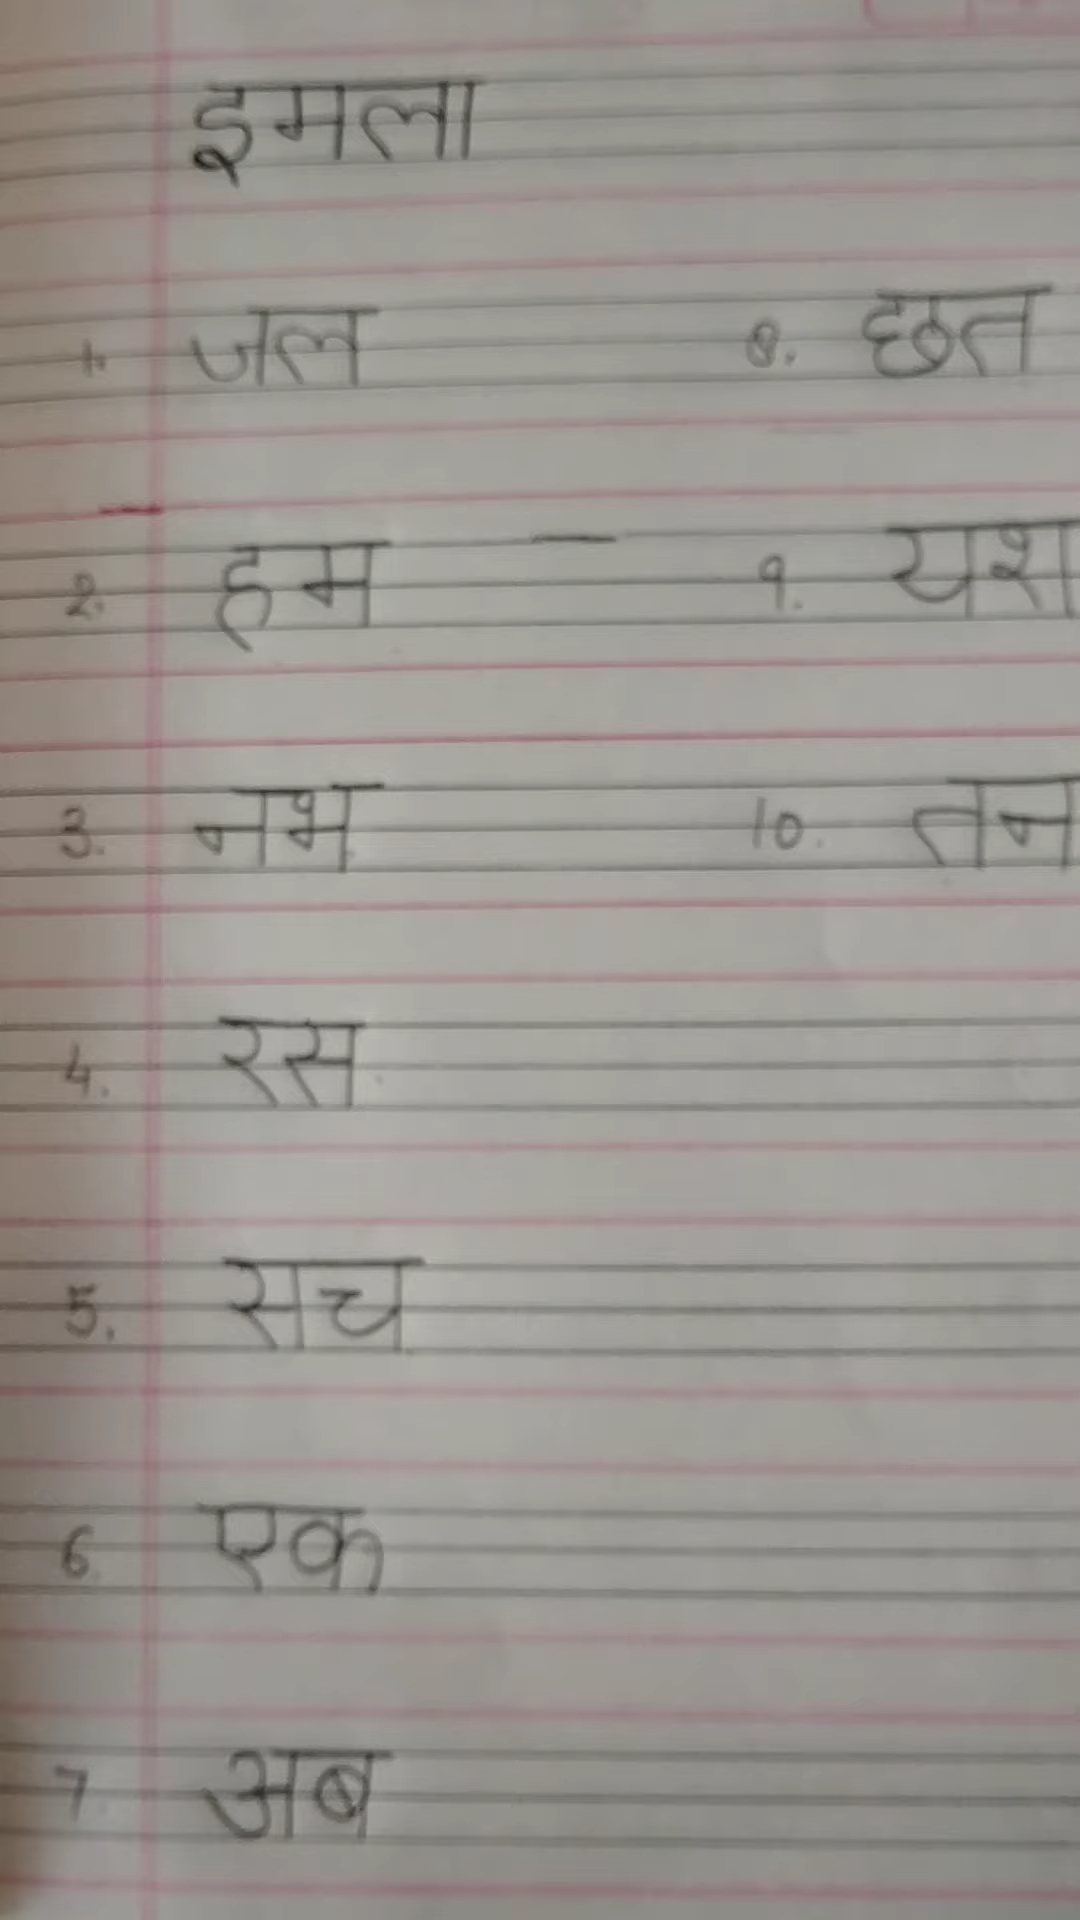 इमला
1. जल
2. हम
3. नभ
4. रस
5. सच
6. एक
7. अब
8. छत
9. यश
10. तन